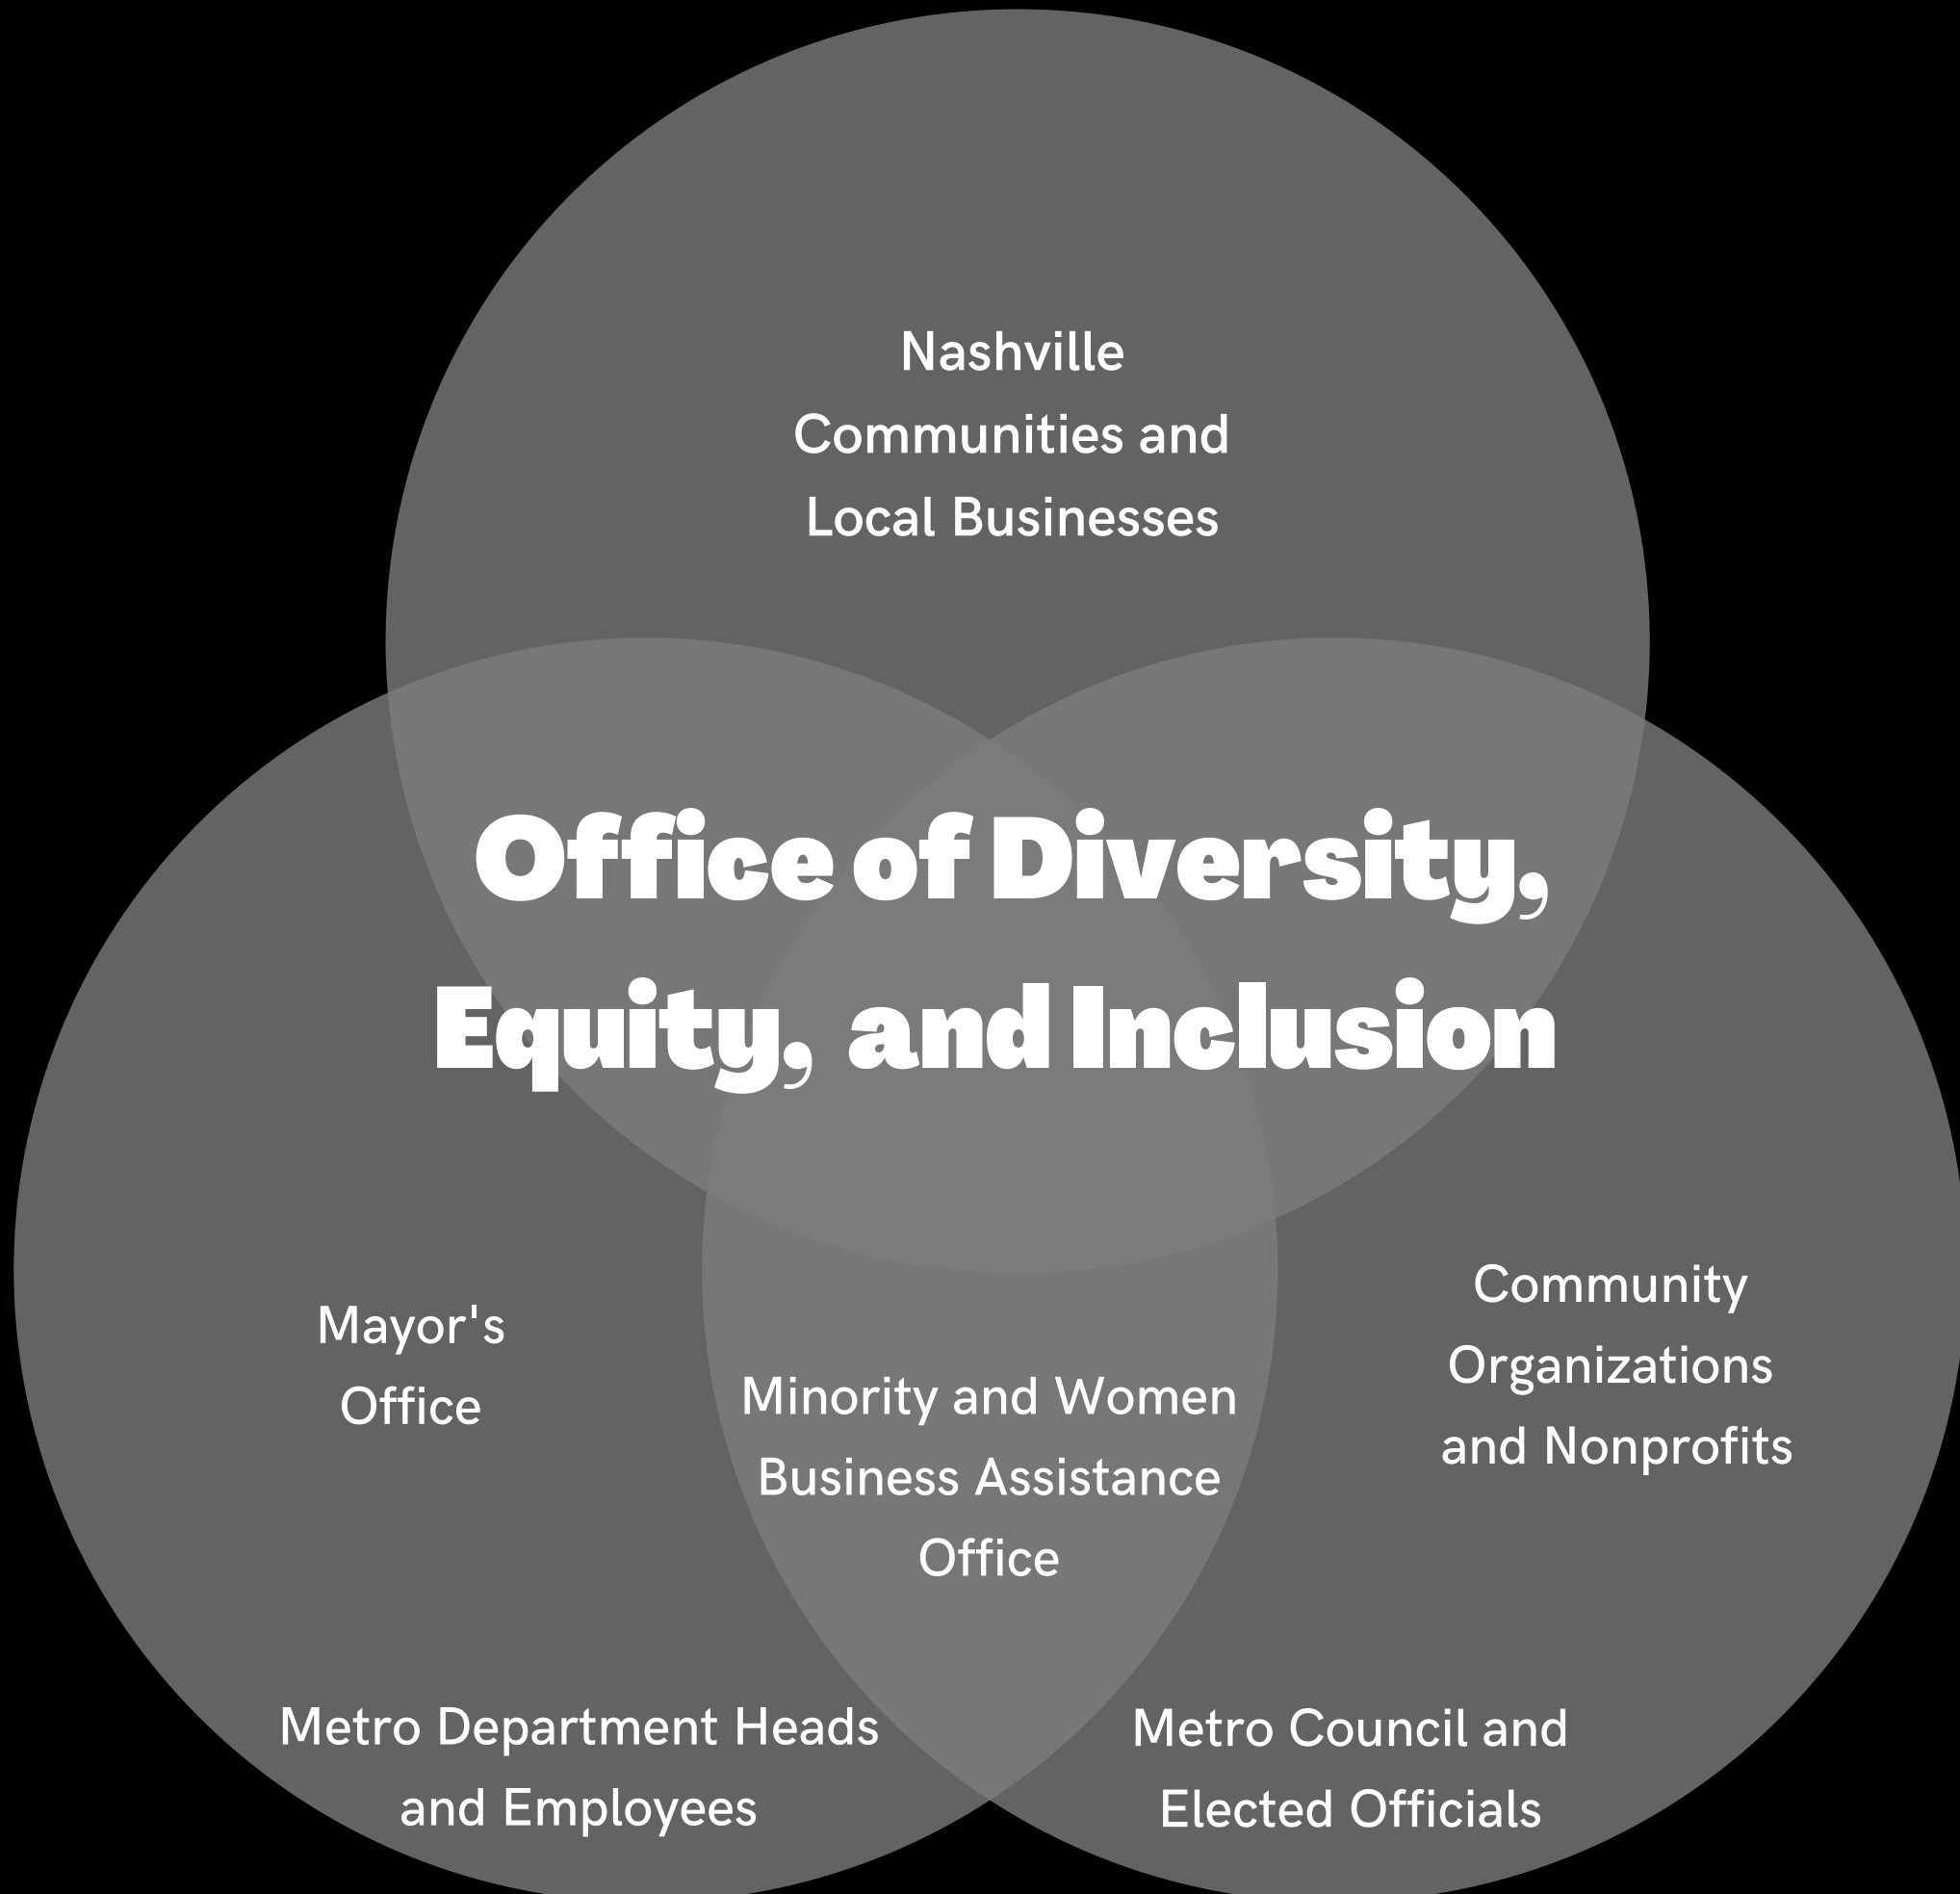 Nashville
Communities and
Local Businesses
Office of Diversity,
Equity, and Inclusion
Mayor's
Office
Minority and Women
Business Assistance
Office
Community
Organizations
and Nonprofits
Metro Department Heads
and Employees
Metro Council and
Elected Officials